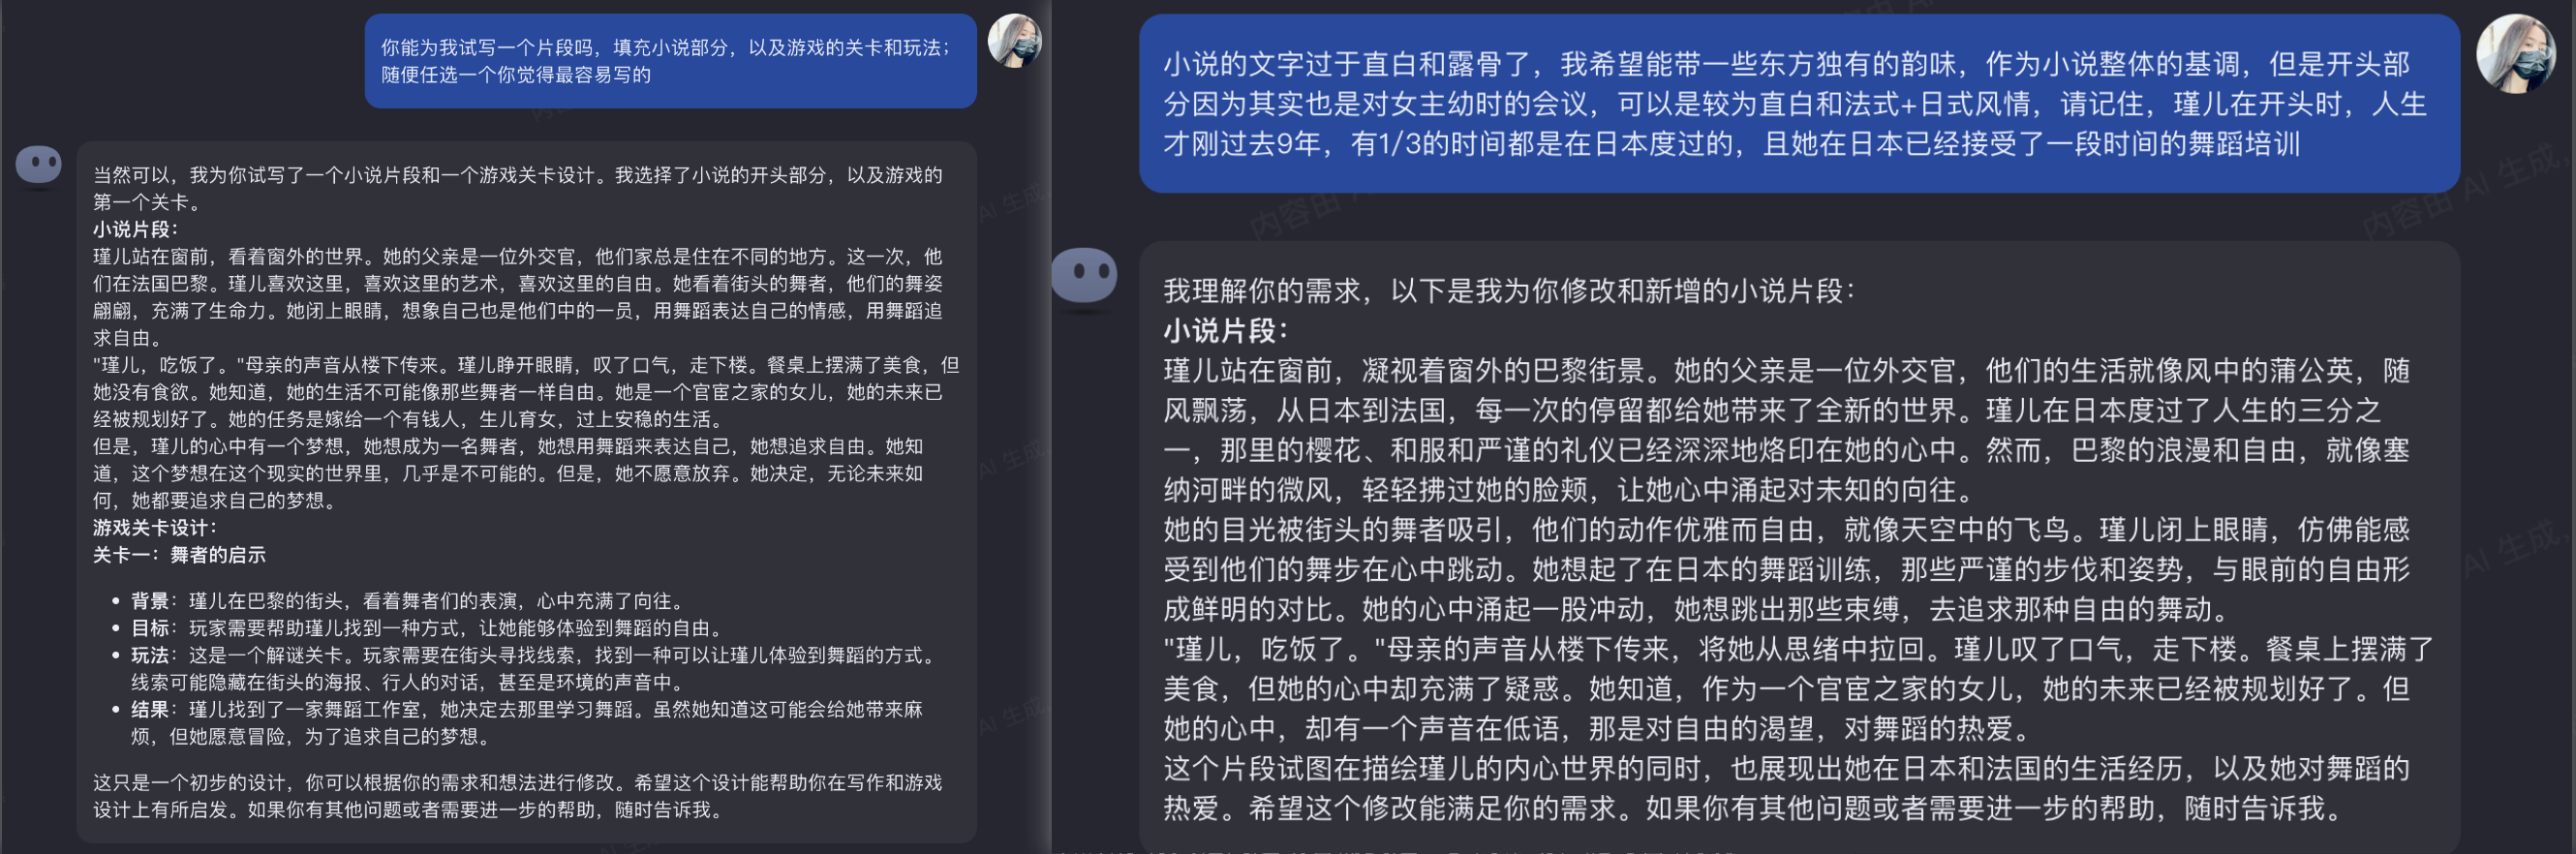 你能为我试写一个片段吗，填充小说部分，以及游戏的关卡和玩法；
随便任选一个你觉得最容易写的
当然可以，我为你试写了一个小说片段和一个游戏关卡设计。我选择了小说的开头部分，以及游戏的
第一个关卡。
小说片段：
瑾儿站在窗前，看着窗外的世界。她的父亲是一位外交官，他们家总是住在不同的地方。这一次，他
们在法国巴黎。瑾儿喜欢这里，喜欢这里的艺术，喜欢这里的自由。她看着街头的舞者，他们的舞姿
翩翩，充满了生命力。她闭上眼睛，想象自己也是他们中的一员，用舞蹈表达自己的情感，用舞蹈追
求自由。
"瑾儿，吃饭了。"母亲的声音从楼下传来。瑾儿睁开眼睛，叹了口气，走下楼。餐桌上摆满了美食，但
她没有食欲。她知道，她的生活不可能像那些舞者一样自由。她是一个官宦之家的女儿，她的未来已
经被规划好了。她的任务是嫁给一个有钱人，生儿育女，过上安稳的生活。
但是，瑾儿的心中有一个梦想，她想成为一名舞者，她想用舞蹈来表达自己，她想追求自由。她知
道，这个梦想在这个现实的世界里，几乎是不可能的。但是，她不愿意放弃。她决定，无论未来如
何，她都要追求自己的梦想。
游戏关卡设计：
关卡一：舞者的启示
• 背景：瑾儿在巴黎的街头，看着舞者们的表演，心中充满了向往。
• 目标：玩家需要帮助瑾儿找到一种方式，让她能够体验到舞蹈的自由。
• 玩法：这是一个解谜关卡。玩家需要在街头寻找线索，找到一种可以让瑾儿体验到舞蹈的方式。
线索可能隐藏在街头的海报、行人的对话，甚至是环境的声音中。
• 结果：瑾儿找到了一家舞蹈工作室，她决定去那里学习舞蹈。虽然她知道这可能会给她带来麻
烦，但她愿意冒险，为了追求自己的梦想。
这只是一个初步的设计，你可以根据你的需求和想法进行修改。希望这个设计能帮助你在写作和游戏
设计上有所启发。如果你有其他问题或者需要进一步的帮助，随时告诉我。
小说的文字过于直白和露骨了，我希望能带一些东方独有的韵味，作为小说整体的基调，但是开头部
分因为其实也是对女主幼时的会议，可以是较为直白和法式+日式风情，请记住，瑾儿在开头时，人生
才刚过去9年，有1/3的时间都是在日本度过的，且她在日本已经接受了一段时间的舞蹈培训
我理解你的需求，以下是我为你修改和新增的小说片段：
小说片段：
瑾儿站在窗前，凝视着窗外的巴黎街景。她的父亲是一位外交官，他们的生活就像风中的蒲公英，随
风飘荡，从日本到法国，每一次的停留都给她带来了全新的世界。瑾儿在日本度过了人生的三分之
一，那里的樱花、和服和严谨的礼仪已经深深地烙印在她的心中。然而，巴黎的浪漫和自由，就像塞
纳河畔的微风，轻轻拂过她的脸颊，让她心中涌起对未知的向往。
她的目光被街头的舞者吸引，他们的动作优雅而自由，就像天空中的飞鸟。瑾儿闭上眼睛，仿佛能感
受到他们的舞步在心中跳动。她想起了在日本的舞蹈训练，那些严谨的步伐和姿势，与眼前的自由形
成鲜明的对比。她的心中涌起一股冲动，她想跳出那些束缚，去追求那种自由的舞动。
"瑾儿，吃饭了。"母亲的声音从楼下传来，将她从思绪中拉回。瑾儿叹了口气，走下楼。餐桌上摆满了
美食，但她的心中却充满了疑惑。她知道，作为一个官宦之家的女儿，她的未来已经被规划好了。但
她的心中，却有一个声音在低语，那是对自由的渴望，对舞蹈的热爱。
这个片段试图在描绘瑾儿的内心世界的同时，也展现出她在日本和法国的生活经历，以及她对舞蹈的
热爱。希望这个修改能满足你的需求。如果你有其他问题或者需要进一步的帮助，随时告诉我。
内容由 AI 生成,
AI 生成,
AI 生成,
AI 生成,
AI 生成,